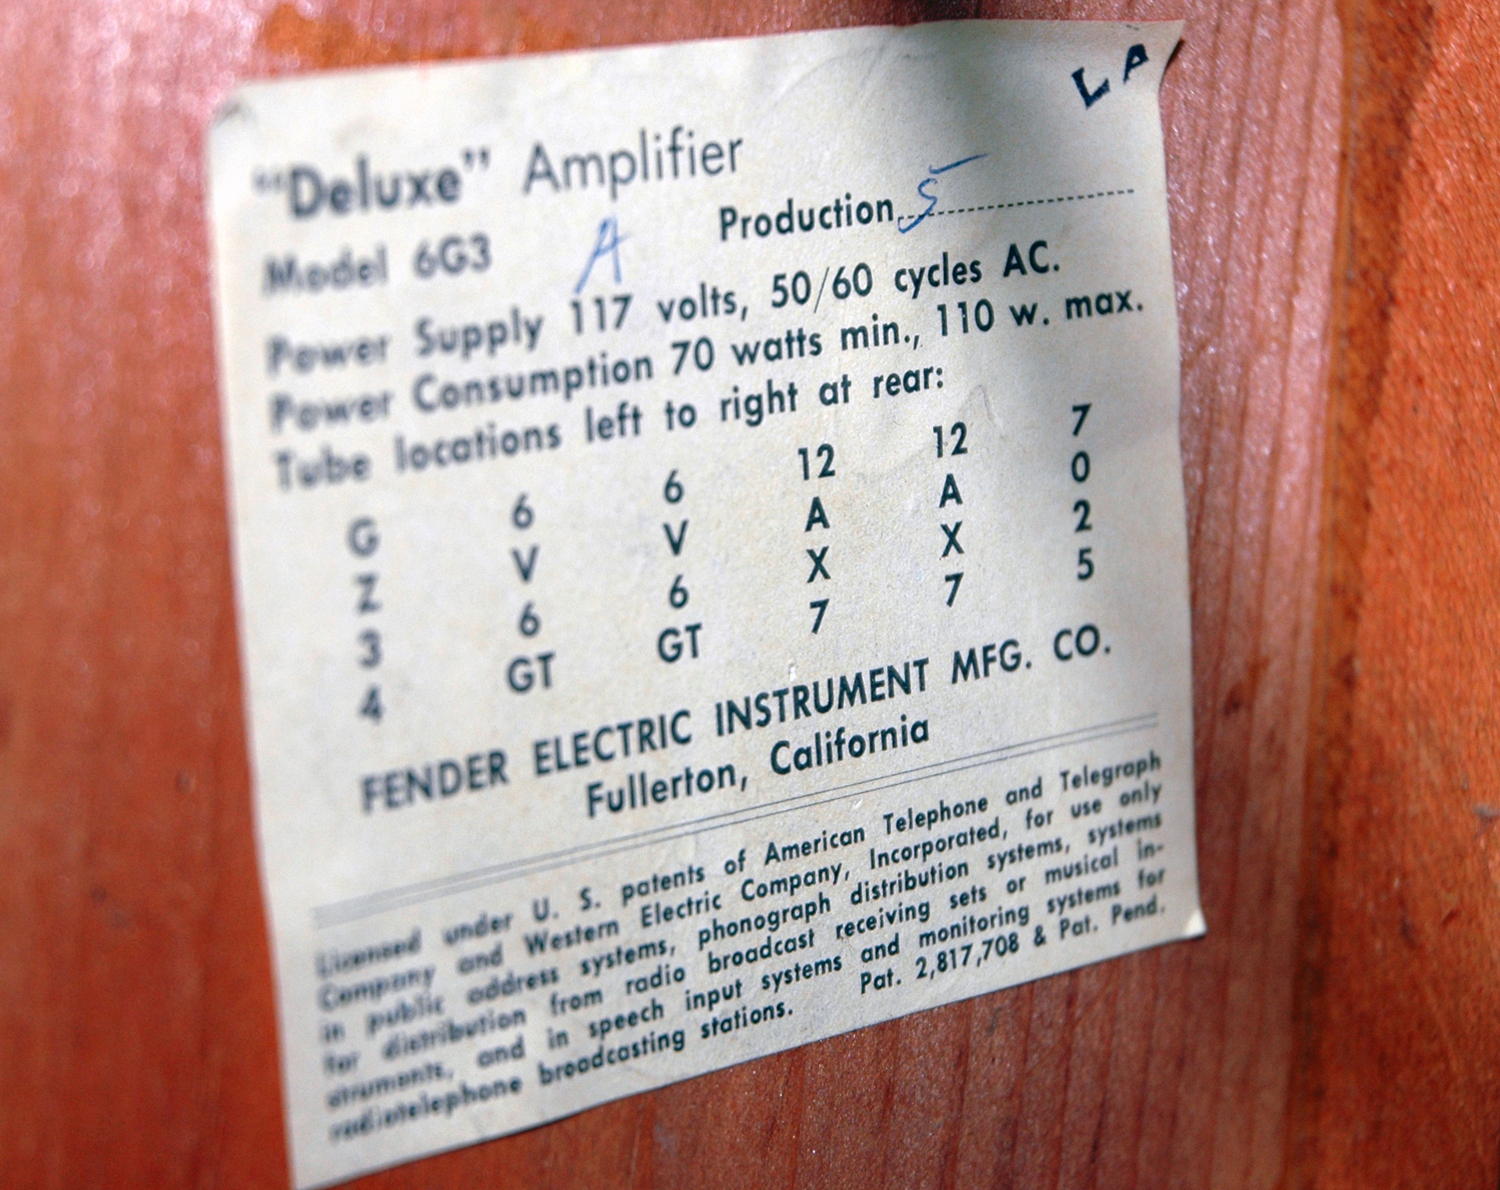 LA
"Deluxe" Amplifier
Model 6G3 A Production 5
Power Supply 117 volts, 50/60 cycles AC.
Power Consumption 70 watts min., 110 w. max.
Tube locations left to right at rear:
G 6 6 12 12 7
Z V V A A 0
3 6 6 X X 2
4 GT GT 7 7 5
FENDER ELECTRIC INSTRUMENT MFG. CO.
Fullerton, California
Licensed under U. S. patents of American Telephone and Telegraph
Company and Western Electric Company, Incorporated, for use only
in public address systems, phonograph distribution systems, systems
for distribution from radio broadcast receiving sets or musical in-
struments, and in speech input systems and monitoring systems for
radiotelephone broadcasting stations. Pat. 2,817,708 & Pat. Pend.